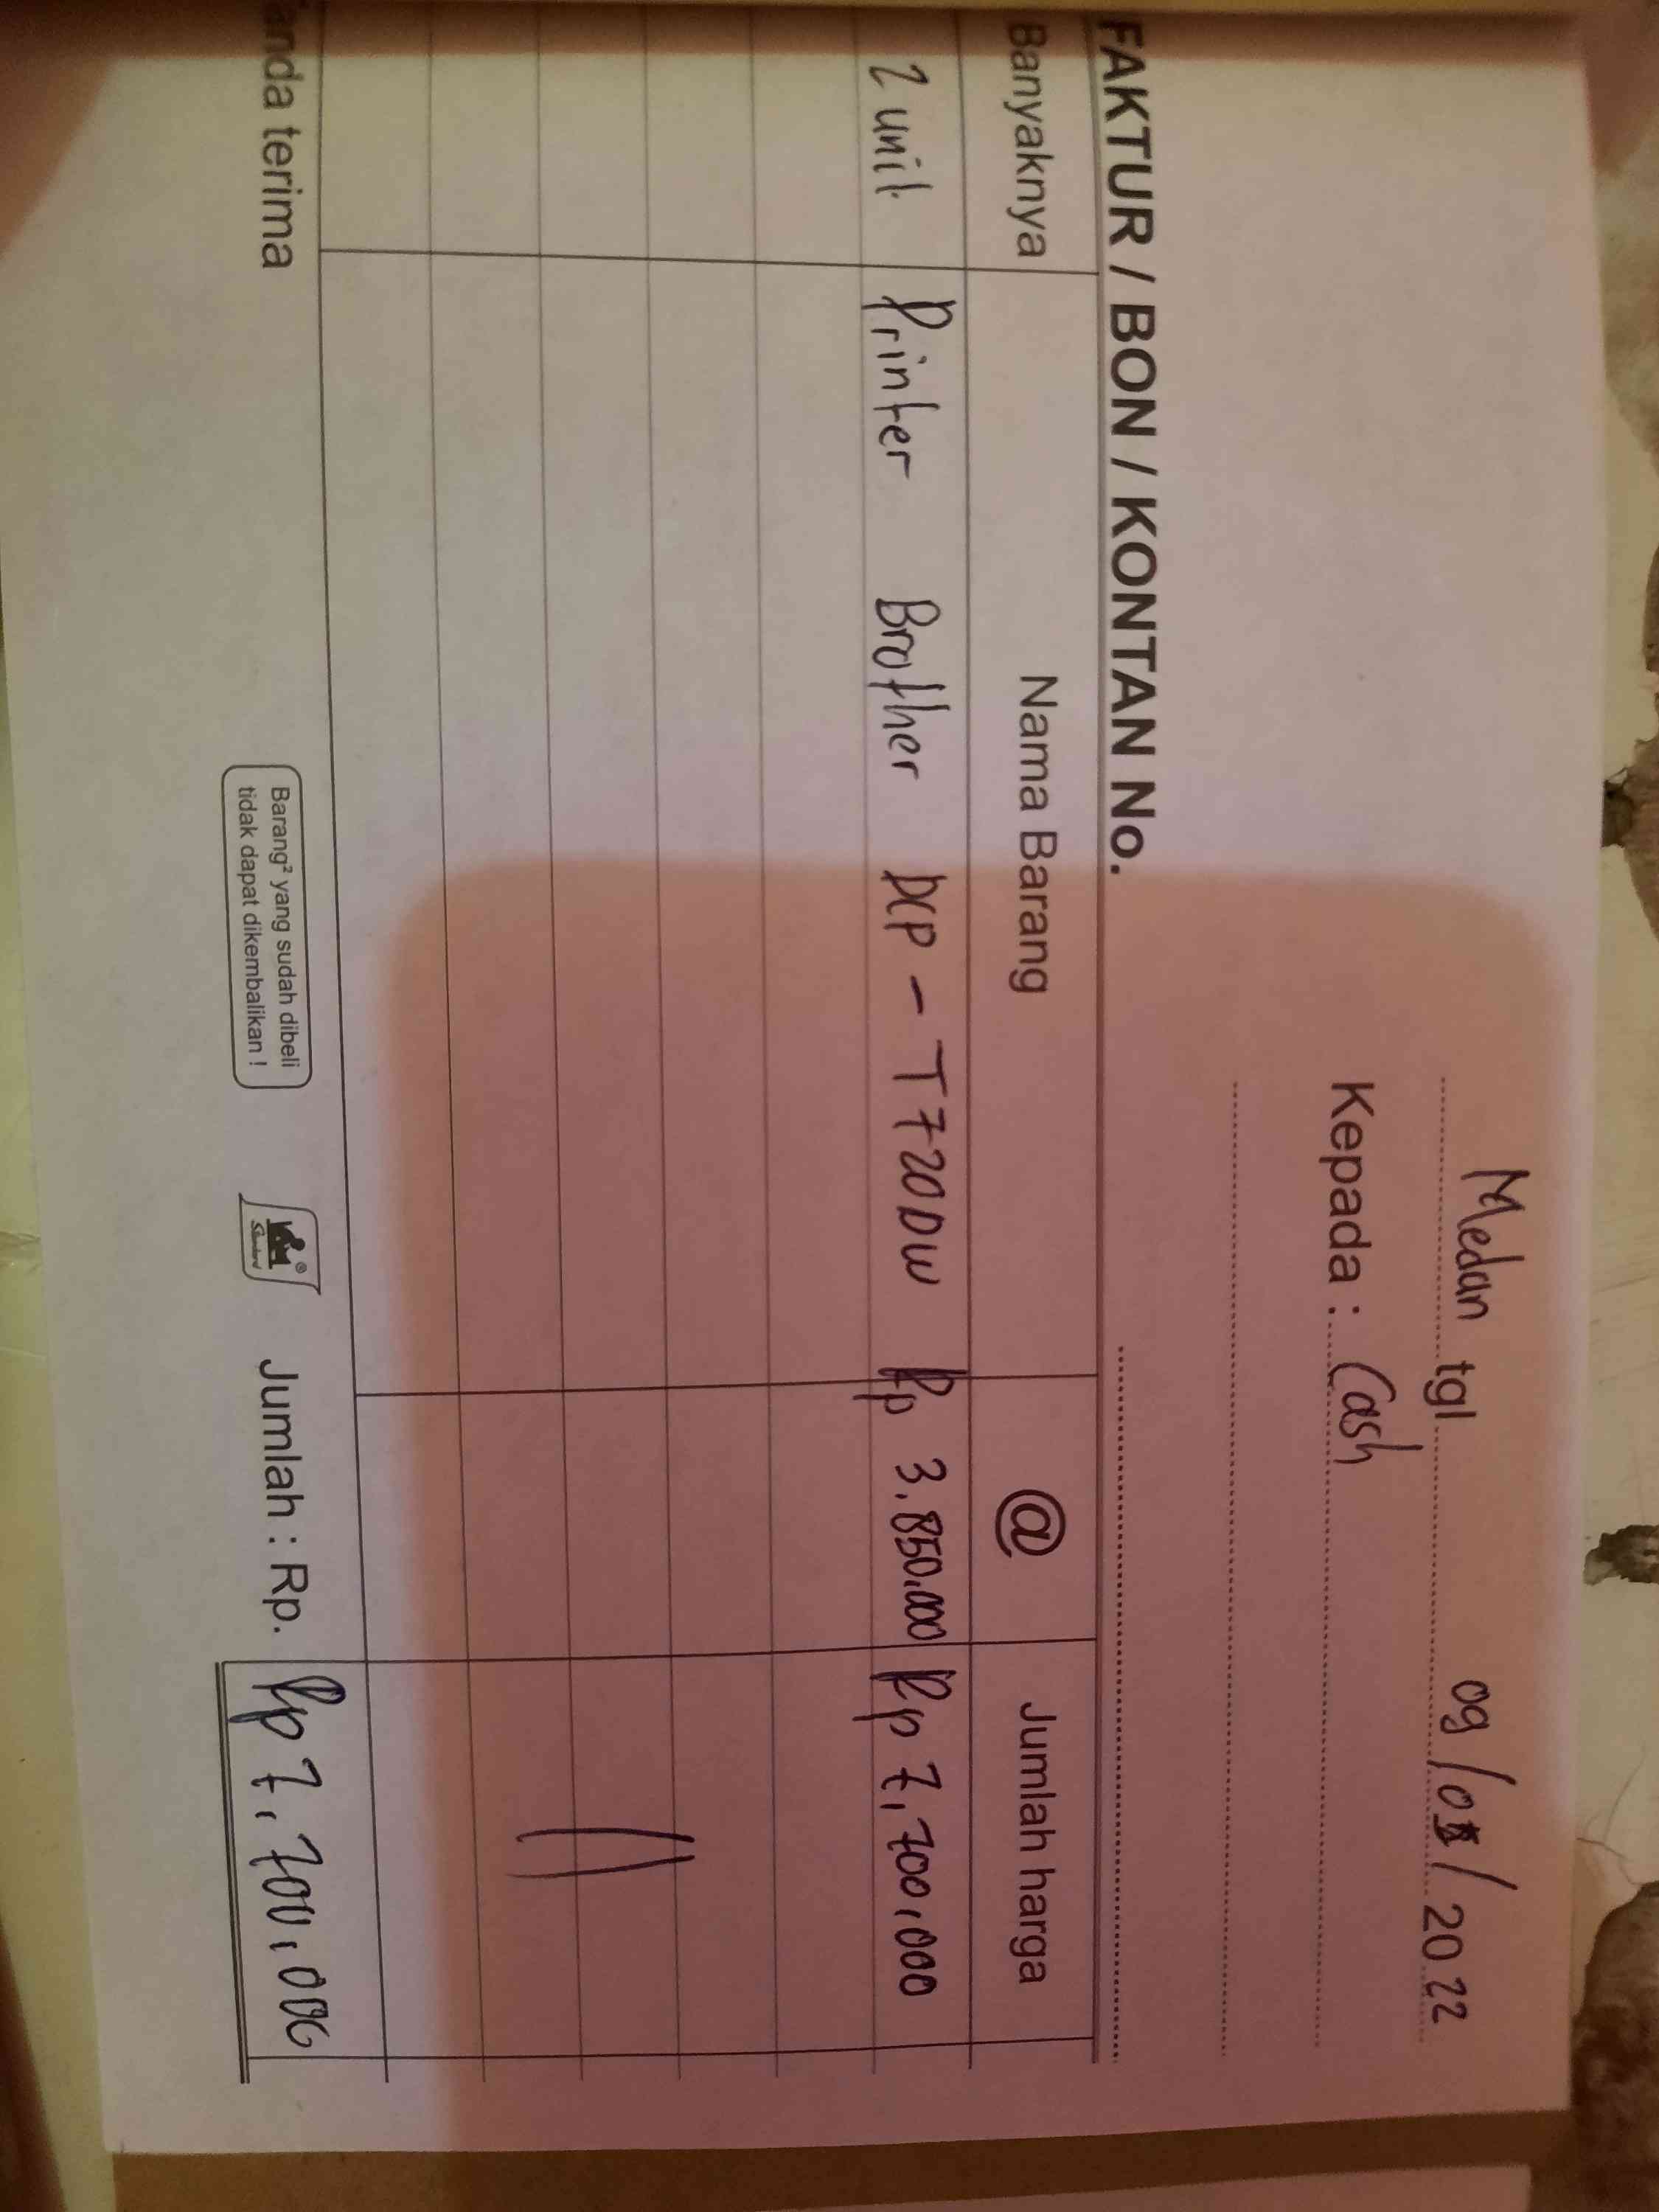 Medan tgl 09/ /2022
Kepada : Cash
FAKTUR / BON / KONTAN No.
Banyaknya Nama Barang @ Jumlah harga
2 unit Printer Brother DCP - T720DW Rp 3.850.000 Rp 7.700.000
anda terima
Barang² yang sudah dibeli
tidak dapat dikembalikan !
Jumlah : Rp. Rp 7.700.000